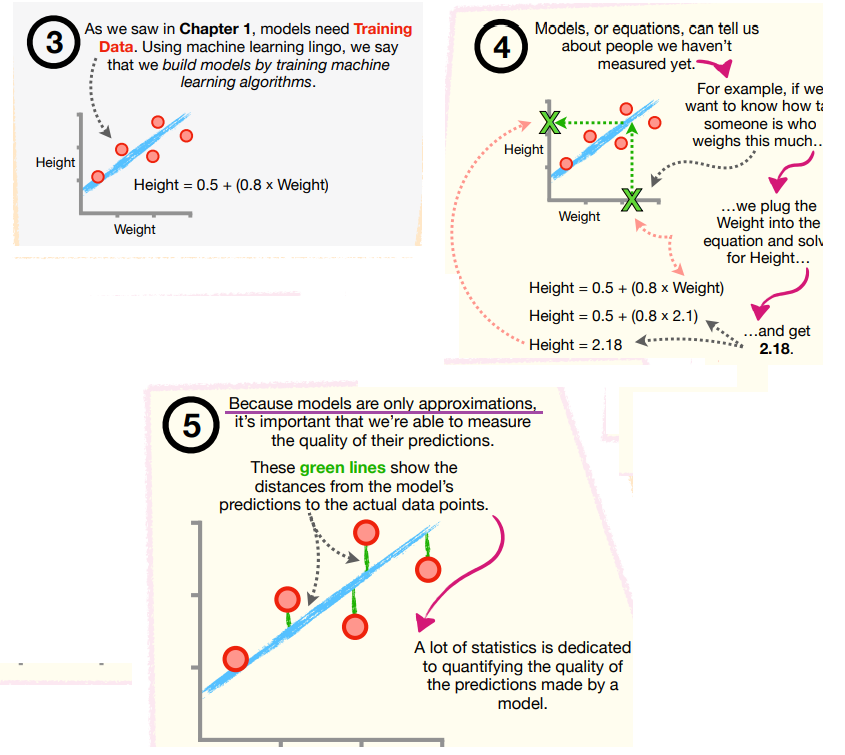 3
As we saw in Chapter 1, models need Training
Data. Using machine learning lingo, we say
that we build models by training machine
learning algorithms.
Height
Height = 0.5 + (0.8 x Weight)
Weight
4
Models, or equations, can tell us
about people we haven't
measured yet.
For example, if we
want to know how ta
someone is who
weighs this much…
Height
Weight
…we plug the
Weight into the
equation and solv
for Height…
Height = 0.5 + (0.8 x Weight)
Height = 0.5 + (0.8 x 2.1)
Height = 2.18
…and get
2.18.
5
Because models are only approximations,
it's important that we're able to measure
the quality of their predictions.
These green lines show the
distances from the model's
predictions to the actual data points.
A lot of statistics is dedicated
to quantifying the quality of
the predictions made by a
model.